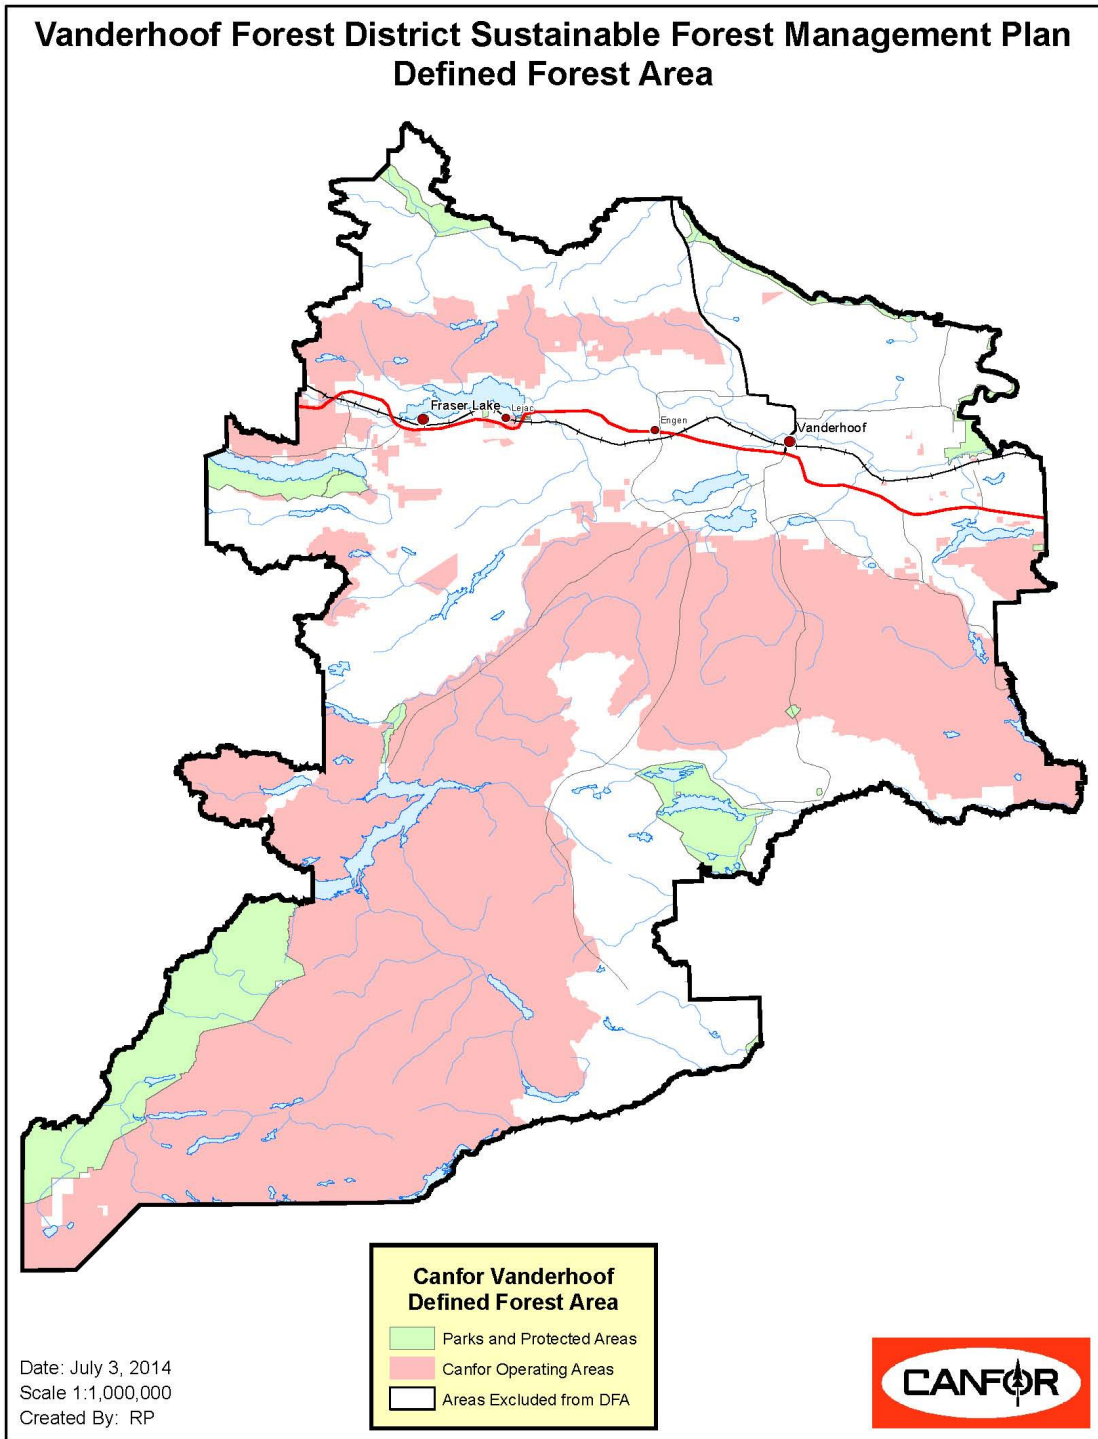 Vanderhoof Forest District Sustainable Forest Management Plan
Defined Forest Area
Fraser Lake
Lejac
Engen
Vanderhoof
Canfor Vanderhoof
Defined Forest Area
Parks and Protected Areas
Canfor Operating Areas
Areas Excluded from DFA
Date: July 3, 2014
Scale 1:1,000,000
Created By: RP
CANFOR